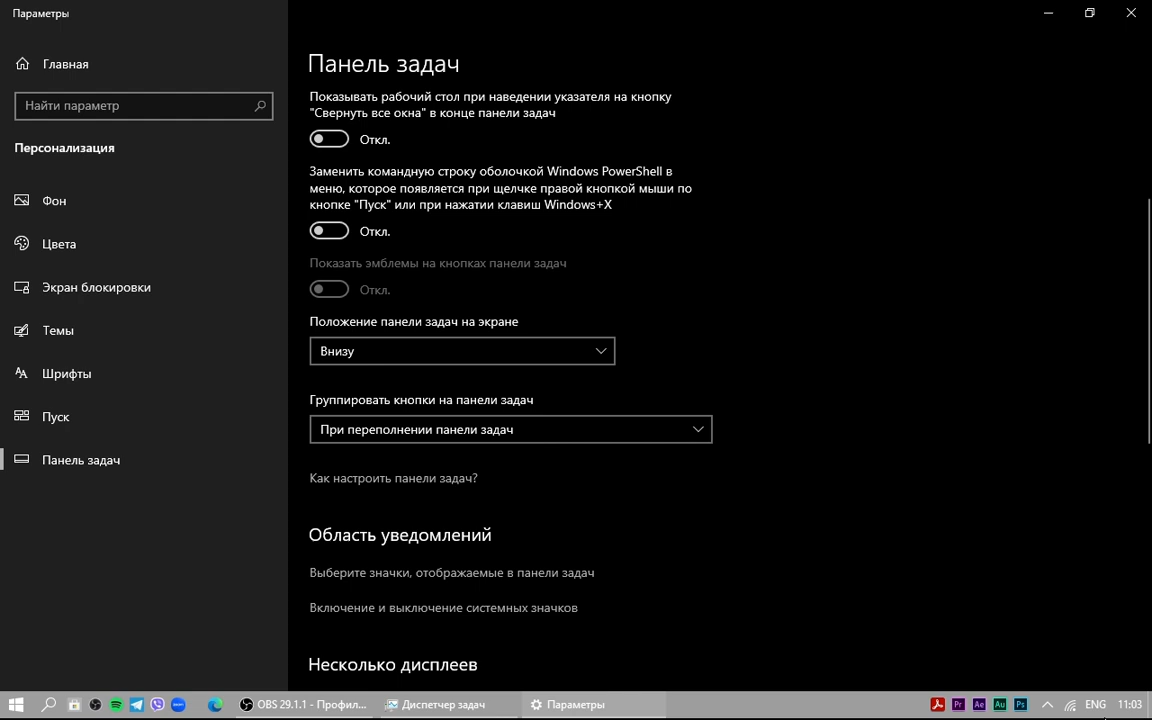 Параметры
Главная
Найти параметр
Персонализация
Фон
Цвета
Экран блокировки
Темы
Шрифты
Пуск
Панель задач
Панель задач
Показывать рабочий стол при наведении указателя на кнопку
"Свернуть все окна" в конце панели задач
Откл.
Заменить командную строку оболочкой Windows PowerShell в
меню, которое появляется при щелчке правой кнопкой мыши по
кнопке "Пуск" или при нажатии клавиш Windows+X
Откл.
Показать эмблемы на кнопках панели задач
Откл.
Положение панели задач на экране
Внизу
Группировать кнопки на панели задач
При переполнении панели задач
Как настроить панели задач?
Область уведомлений
Выберите значки, отображаемые в панели задач
Включение и выключение системных значков
Несколько дисплеев
OBS 29.1.1 - Профил... Диспетчер задач Параметры Pr Ae Au Ps ENG 11:03